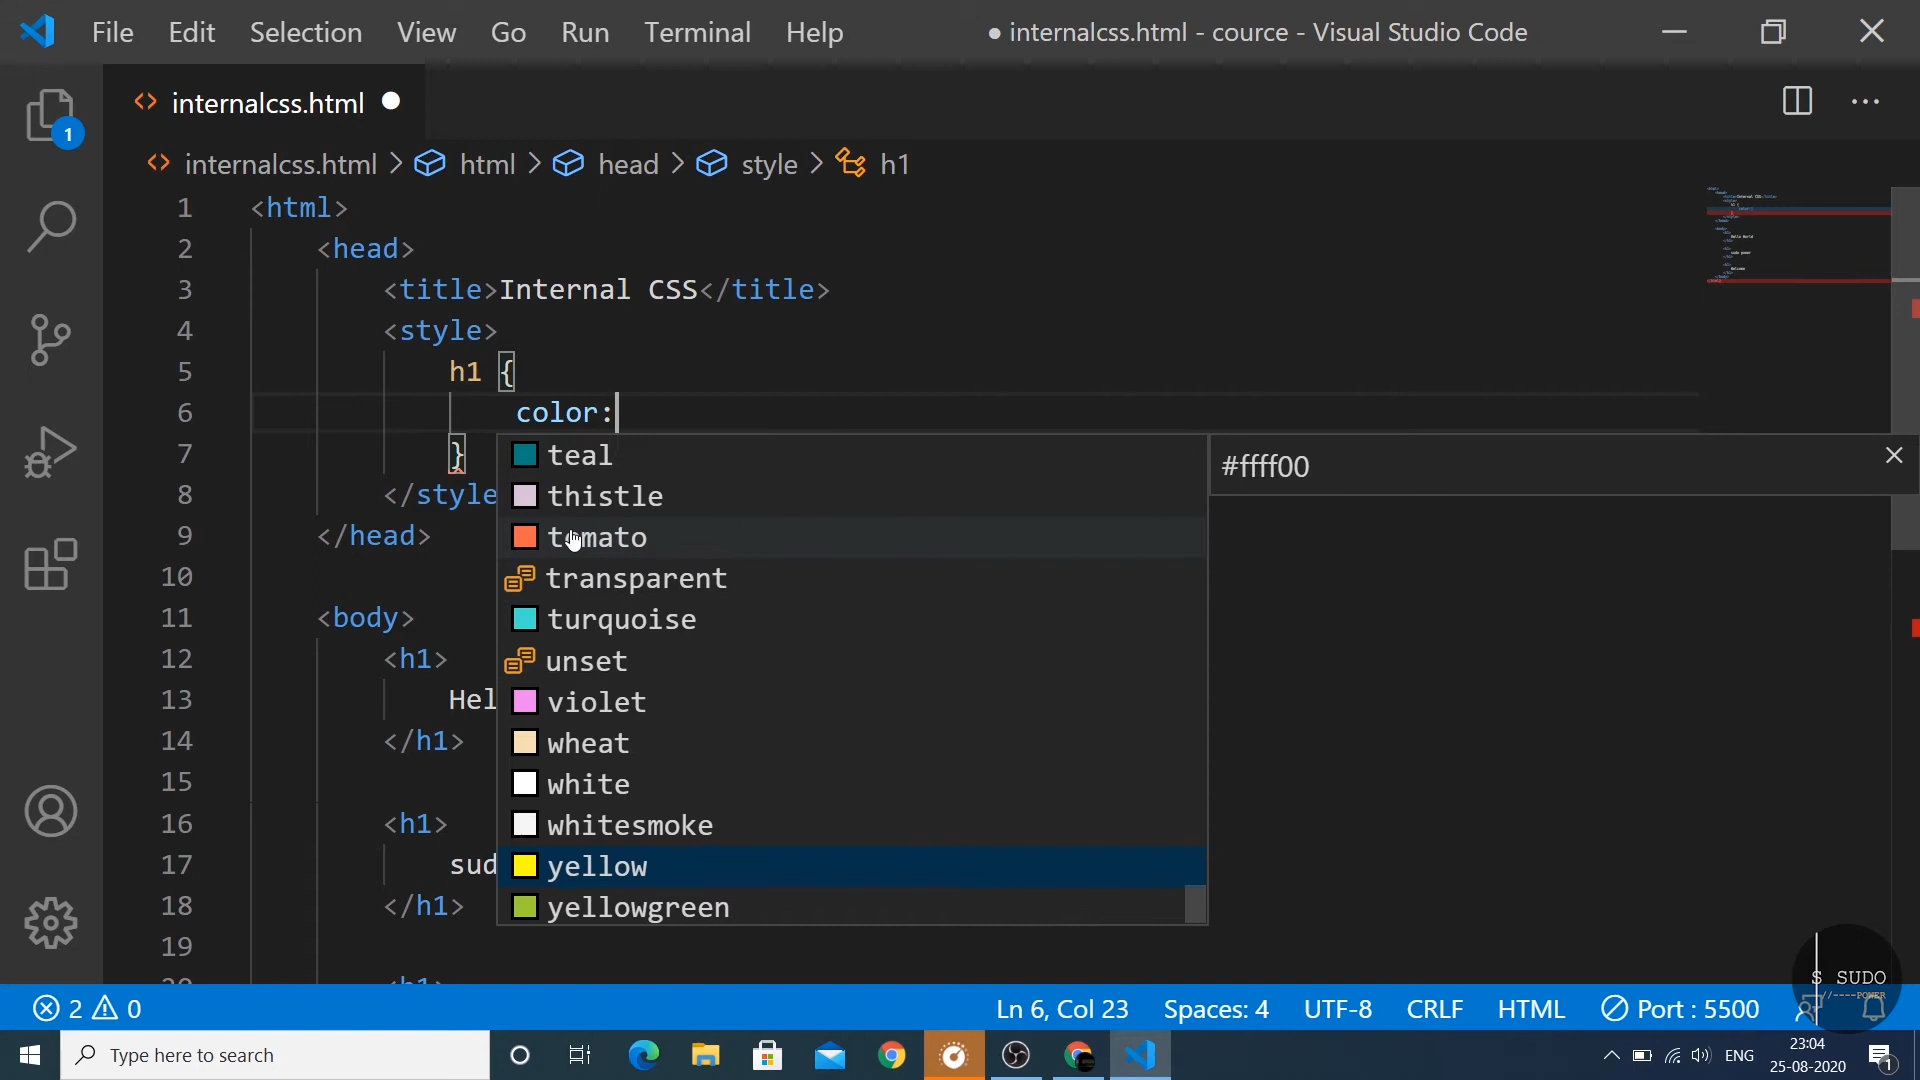 File Edit Selection View Go Run Terminal Help ● internalcss.html - cource - Visual Studio Code
1
internalcss.html ●
internalcss.html > html > head > style > h1
1 <html>
2 <head>
3 <title>Internal CSS</title>
4 <style>
5 h1 {
6 color:
7 }
8 </style
9 </head>
10
11 <body>
12 <h1>
13 Hel
14 </h1>
15
16 <h1>
17 sud
18 </h1>
19
20 <h1>
teal
thistle
tomato
transparent
turquoise
unset
violet
wheat
white
whitesmoke
yellow
yellowgreen
#ffff00
S SUDO
//----POWER
2 0 Ln 6, Col 23 Spaces: 4 UTF-8 CRLF HTML Port : 5500
Type here to search
ENG
23:04
25-08-2020
1